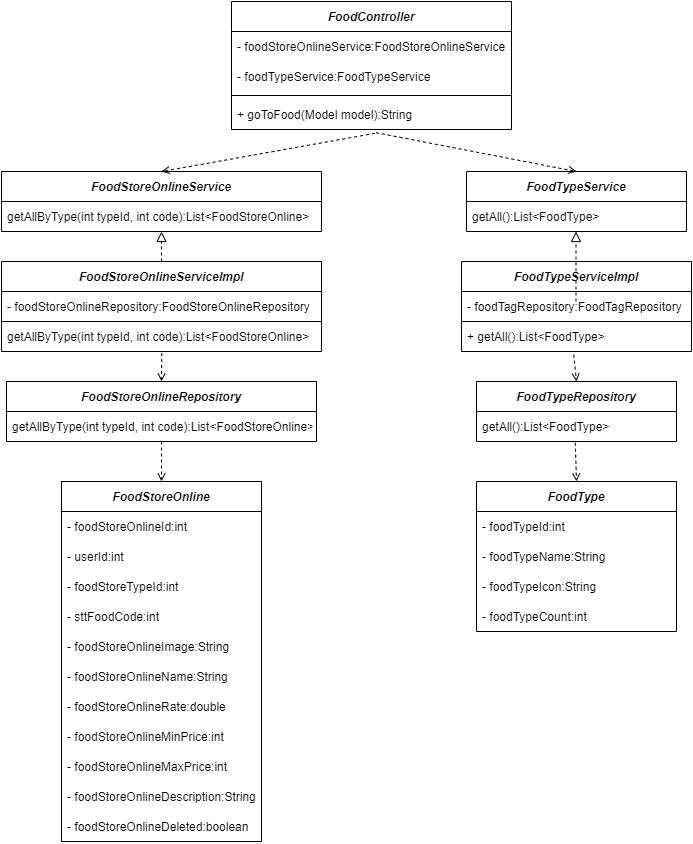 FoodController
- foodStoreOnlineService:FoodStoreOnlineService
- foodTypeService:FoodTypeService
+ goToFood(Model model):String
FoodStoreOnlineService
getAllByType(int typeId, int code):List<FoodStoreOnline>
FoodTypeService
getAll():List<FoodType>
FoodStoreOnlineServiceImpl
- foodStoreOnlineRepository:FoodStoreOnlineRepository
getAllByType(int typeId, int code):List<FoodStoreOnline>
FoodTypeServiceImpl
- foodTagRepository:FoodTagRepository
+ getAll():List<FoodType>
FoodStoreOnlineRepository
getAllByType(int typeId, int code):List<FoodStoreOnline>
FoodTypeRepository
getAll():List<FoodType>
FoodStoreOnline
- foodStoreOnlineId:int
- userId:int
- foodStoreTypeId:int
- sttFoodCode:int
- foodStoreOnlineImage:String
- foodStoreOnlineName:String
- foodStoreOnlineRate:double
- foodStoreOnlineMinPrice:int
- foodStoreOnlineMaxPrice:int
- foodStoreOnlineDescription:String
- foodStoreOnlineDeleted:boolean
FoodType
- foodTypeId:int
- foodTypeName:String
- foodTypeIcon:String
- foodTypeCount:int